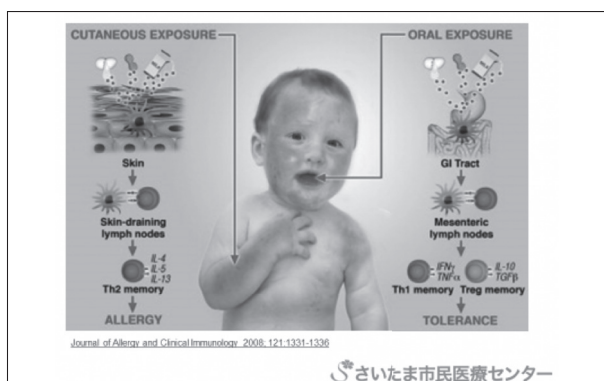 CUTANEOUS EXPOSURE
ORAL EXPOSURE
Skin
Skin-draining
lymph nodes
IL-4
IL-5
IL-13
Th2 memory
ALLERGY
GI Tract
Mesenteric
lymph nodes
IFNγ
TNFα
IL-10
TGFβ
Th1 memory Treg memory
TOLERANCE
Journal of Allergy and Clinical Immunology 2008; 121:1331-1336
さいたま市民医療センター